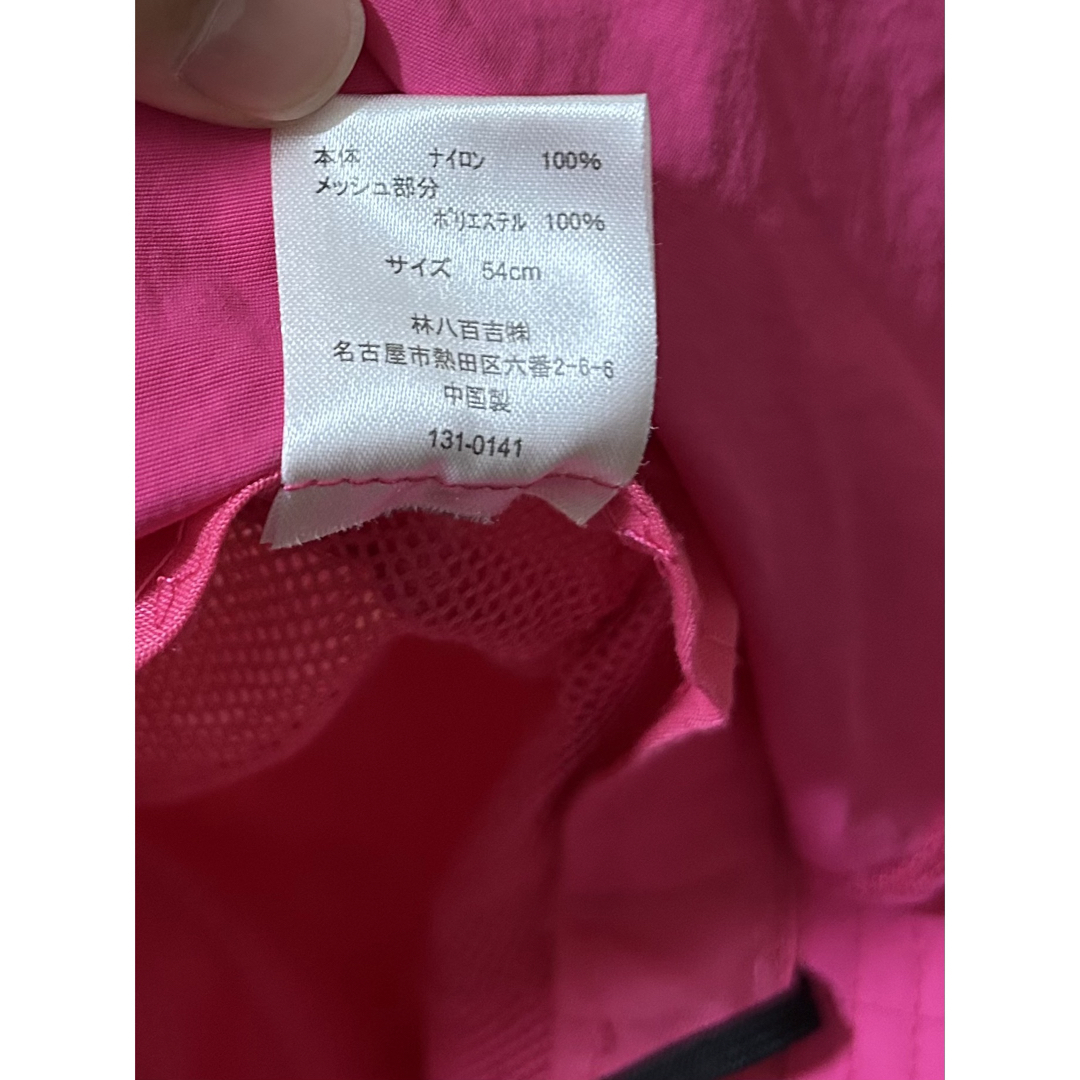 本体 ナイロン 100%
メッシュ部分
ポリエステル 100%
サイズ 54cm
林八百吉㈱
名古屋市熱田区六番2-6-6
中国製
131-0141